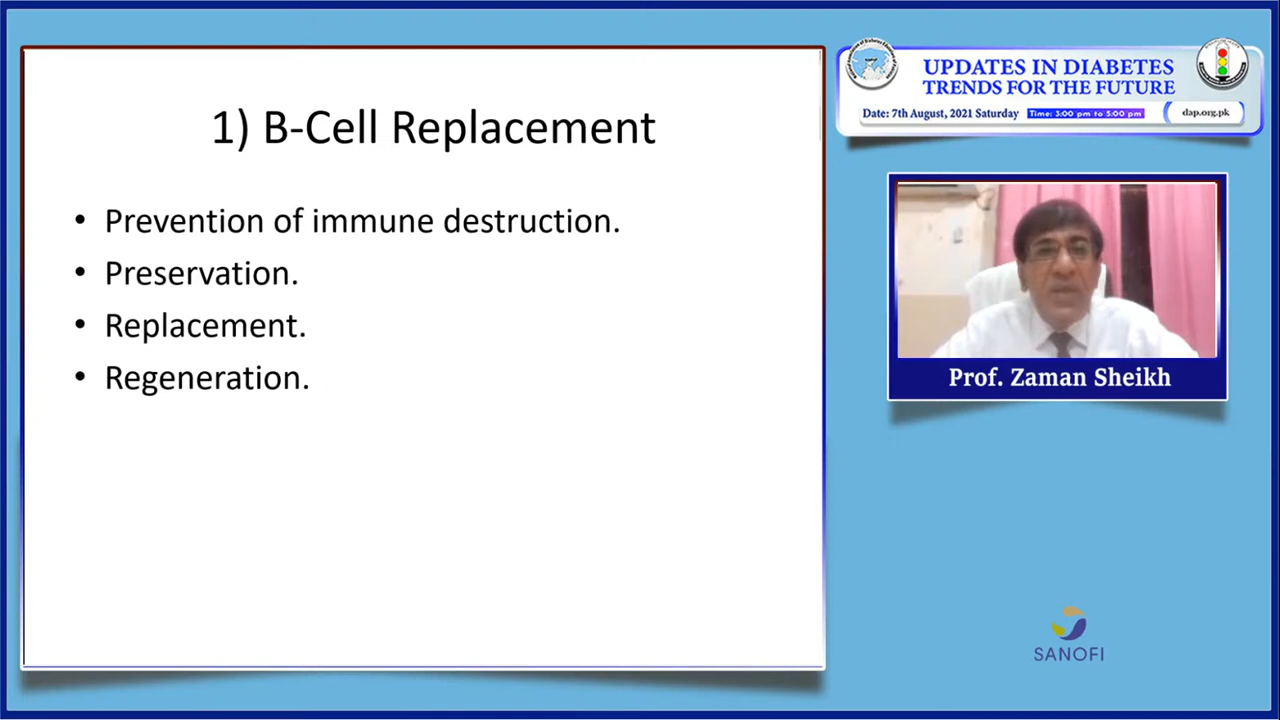 1) B-Cell Replacement
• Prevention of immune destruction.
• Preservation.
• Replacement.
• Regeneration.
UPDATES IN DIABETES
TRENDS FOR THE FUTURE
Date: 7th August, 2021 Saturday Time: 3:00 pm to 5:00 pm dap.org.pk
Prof. Zaman Sheikh
SANOFI